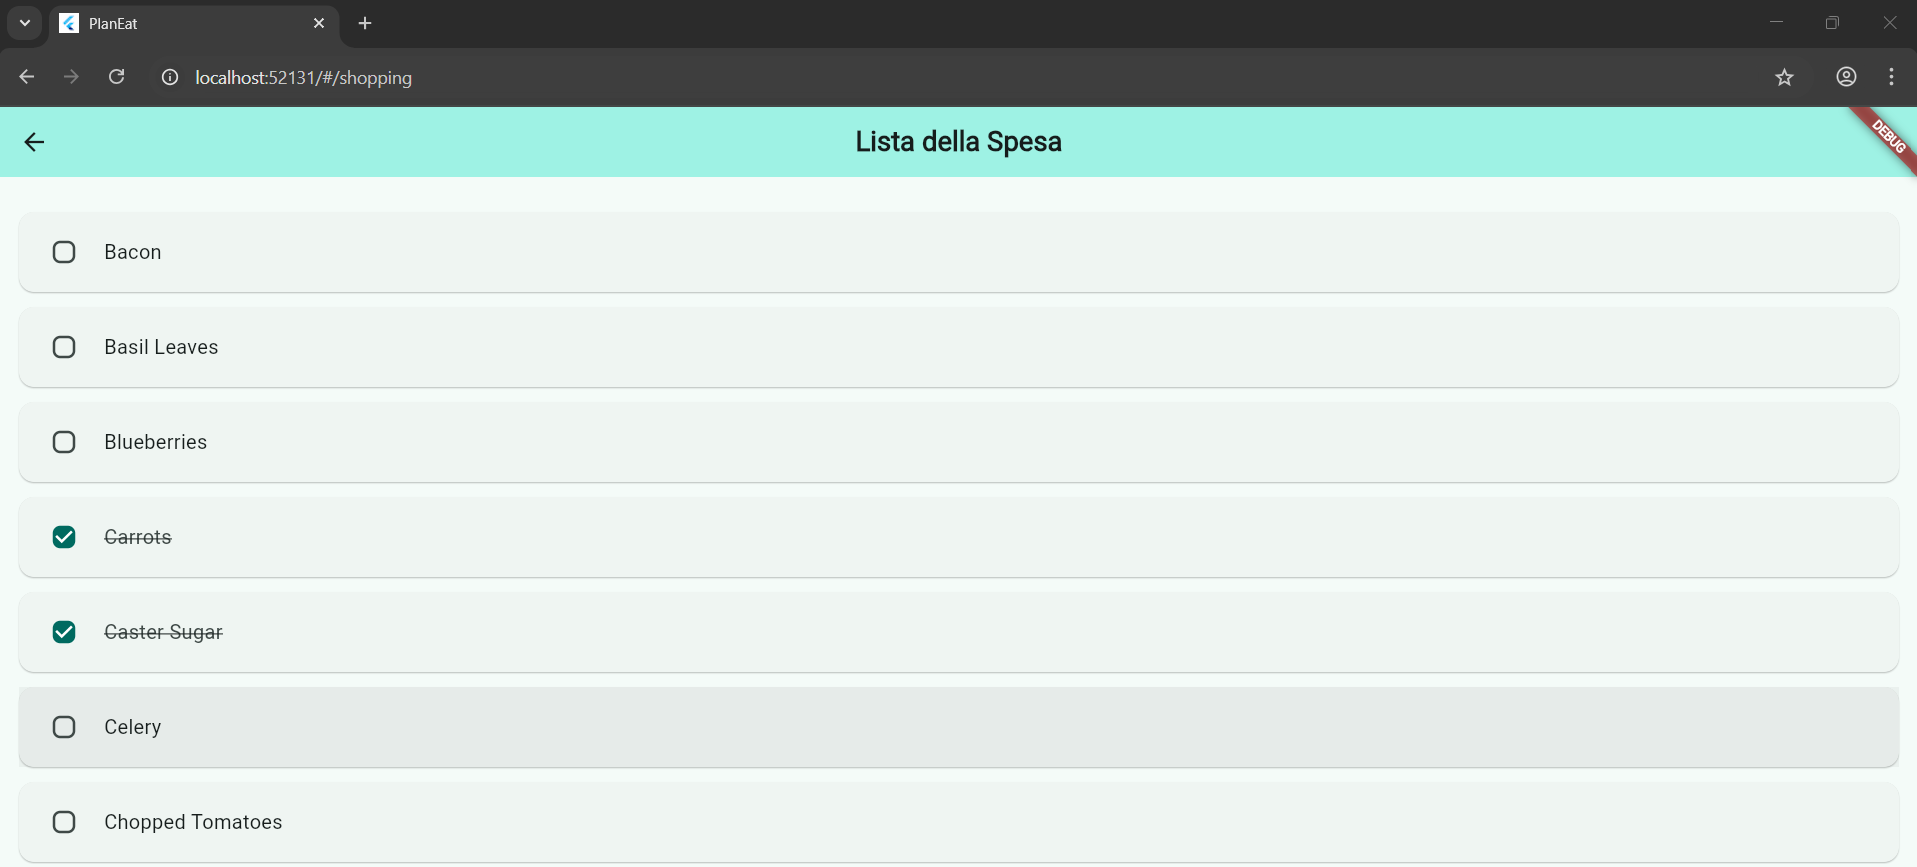 PlanEat
localhost:52131/#/shopping
Lista della Spesa
DEBUG
Bacon
Basil Leaves
Blueberries
Carrots
Caster Sugar
Celery
Chopped Tomatoes